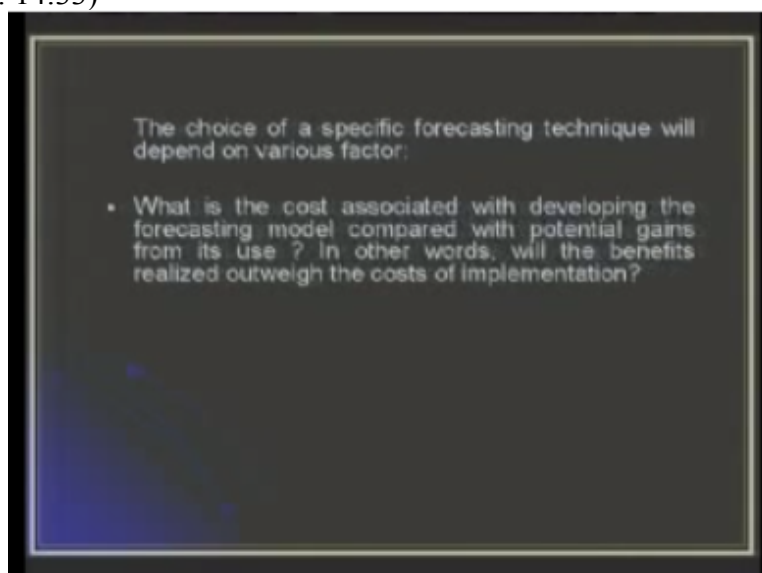 14:55)
The choice of a specific forecasting technique will
depend on various factor:
• What is the cost associated with developing the
forecasting model compared with potential gains
from its use ? In other words, will the benefits
realized outweigh the costs of implementation?